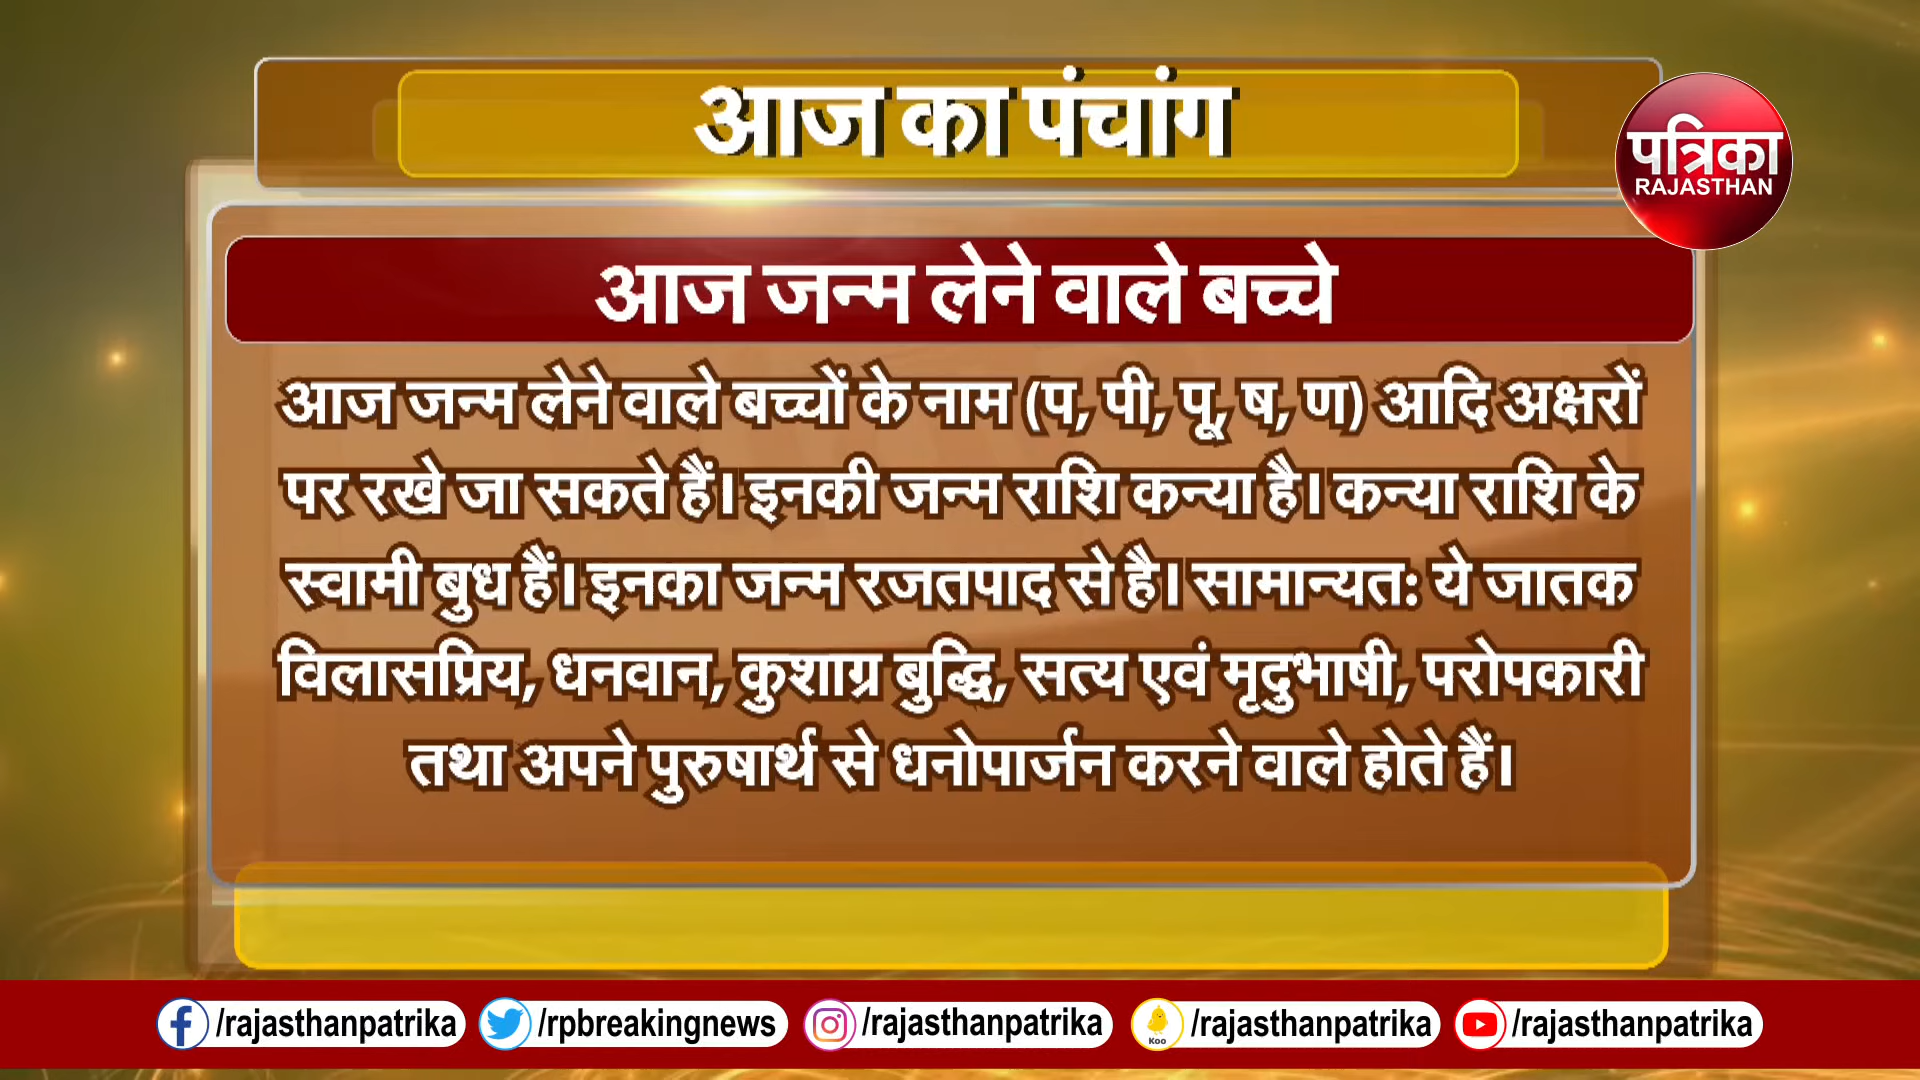 आज का पंचांग
पत्रिका
RAJASTHAN
आज जन्म लेने वाले बच्चे
आज जन्म लेने वाले बच्चों के नाम (प, पी, पू, ष, ण) आदि अक्षरों
पर रखे जा सकते हैं। इनकी जन्म राशि कन्या है। कन्या राशि के
स्वामी बुध हैं। इनका जन्म रजतपाद से है। सामान्यत: ये जातक
विलासप्रिय, धनवान, कुशाग्र बुद्धि, सत्य एवं मृदुभाषी, परोपकारी
तथा अपने पुरुषार्थ से धनोपार्जन करने वाले होते हैं।
/rajasthanpatrika /rpbreakingnews /rajasthanpatrika Koo /rajasthanpatrika /rajasthanpatrika